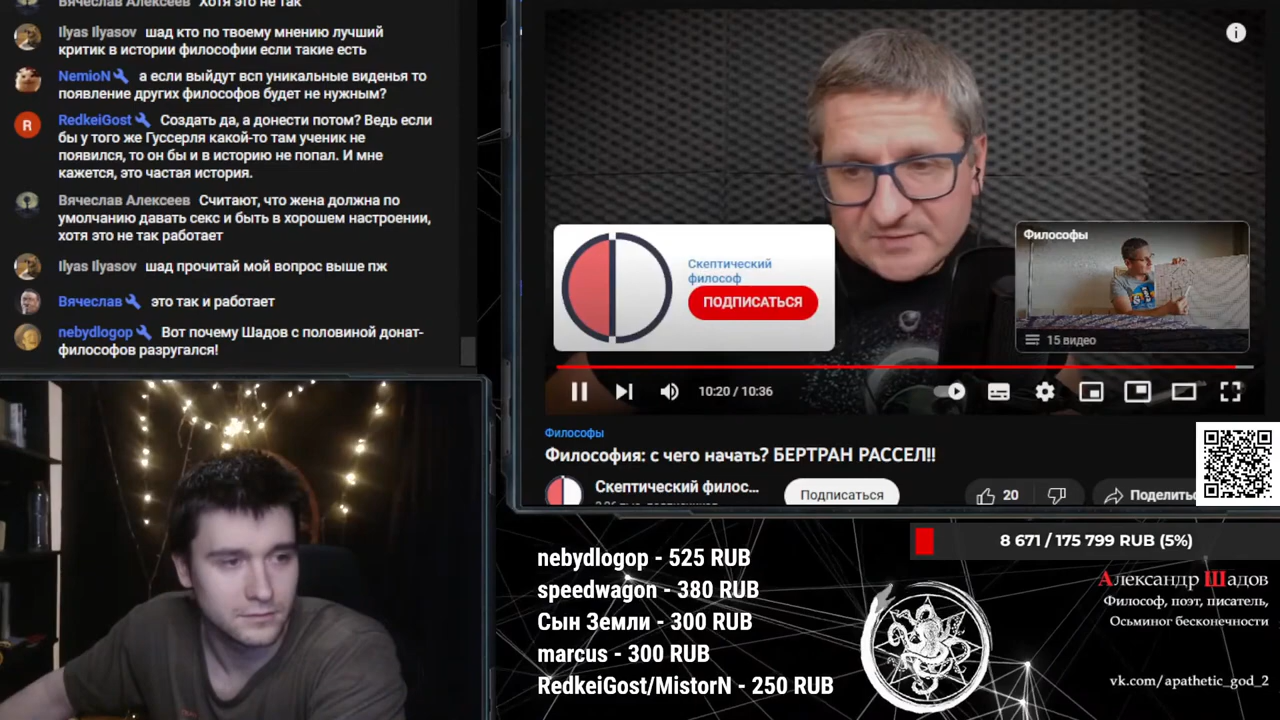 Вячеслав Алексеев Хотя это не так
Ilyas Ilyasov шад кто по твоему мнению лучший
критик в истории философии если такие есть
NemioN а если выйдут всп уникальные виденья то
появление других философов будет не нужным?
R
RedkeiGost Создать да, а донести потом? Ведь если
бы у того же Гуссерля какой-то там ученик не
появился, то он бы и в историю не попал. И мне
кажется, это частая история.
Вячеслав Алексеев Считают, что жена должна по
умолчанию давать секс и быть в хорошем настроении,
хотя это не так работает
Ilyas Ilyasov шад прочитай мой вопрос выше пж
Вячеслав это так и работает
nebydlogop Вот почему Шадов с половиной донат-
философов разругался!
Скептический
философ
ПОДПИСАТЬСЯ
Философы
15 видео
10:20 / 10:36
Философы
Философия: с чего начать? БЕРТРАН РАССЕЛ!!
Скептический филос...
Подписаться
20
Поделиться
8 671 / 175 799 RUB (5%)
nebydlogop - 525 RUB
speedwagon - 380 RUB
Сын Земли - 300 RUB
marcus - 300 RUB
RedkeiGost/MistorN - 250 RUB
Александр Шадов
Философ, поэт, писатель,
Осьминог бесконечности
vk.com/apathetic_god_2